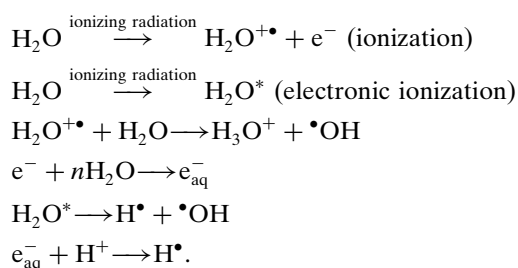 H₂O ionizing radiation ⟶ H₂O⁺• + e⁻ (ionization)
H₂O ionizing radiation ⟶ H₂O* (electronic ionization)
H₂O⁺• + H₂O ⟶ H₃O⁺ + •OH
e⁻ + nH₂O ⟶ e⁻aq
H₂O* ⟶ H• + •OH
e⁻aq + H⁺ ⟶ H•.